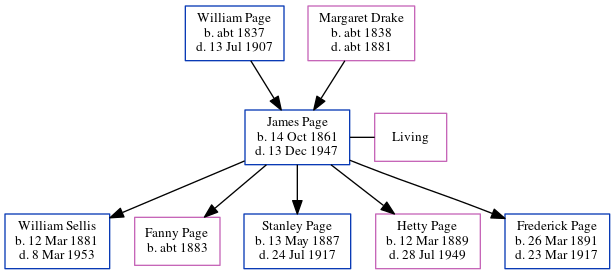 William Page
b. abt 1837
d. 13 Jul 1907
Margaret Drake
b. abt 1838
d. abt 1881
James Page
b. 14 Oct 1861
d. 13 Dec 1947
Living
William Sellis
b. 12 Mar 1881
d. 8 Mar 1953
Fanny Page
b. abt 1883
Stanley Page
b. 13 May 1887
d. 24 Jul 1917
Hetty Page
b. 12 Mar 1889
d. 28 Jul 1949
Frederick Page
b. 26 Mar 1891
d. 23 Mar 1917